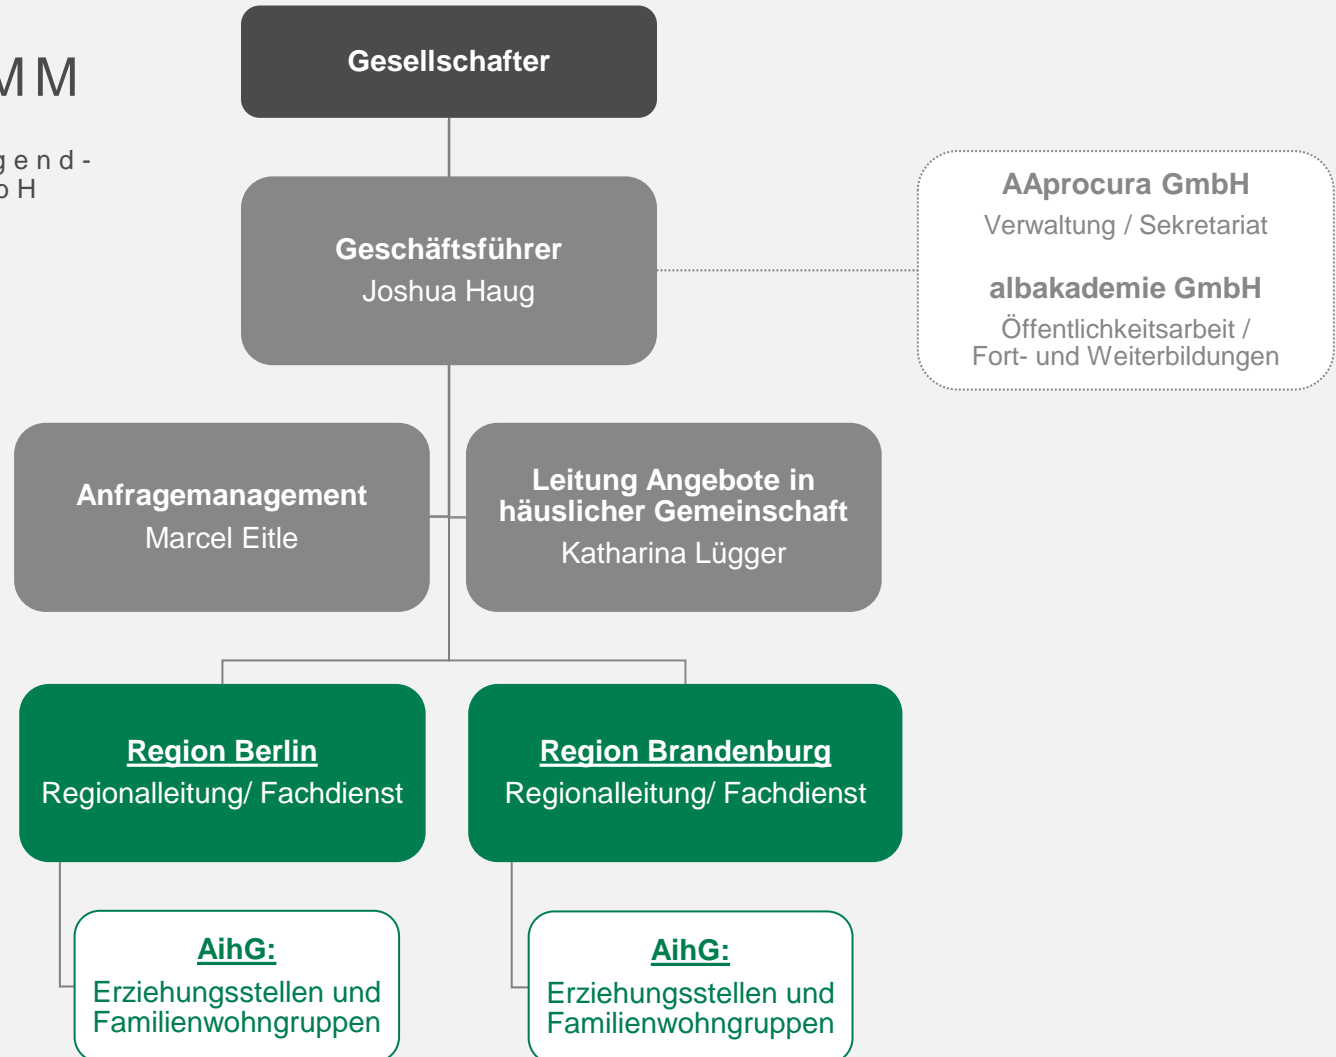 MM
gend-
bH
Gesellschafter
Geschäftsführer
Joshua Haug
AAprocura GmbH
Verwaltung / Sekretariat
albakademie GmbH
Öffentlichkeitsarbeit /
Fort- und Weiterbildungen
Anfragemanagement
Marcel Eitle
Leitung Angebote in
häuslicher Gemeinschaft
Katharina Lügger
Region Berlin
Regionalleitung/ Fachdienst
Region Brandenburg
Regionalleitung/ Fachdienst
AihG:
Erziehungsstellen und
Familienwohngruppen
AihG:
Erziehungsstellen und
Familienwohngruppen